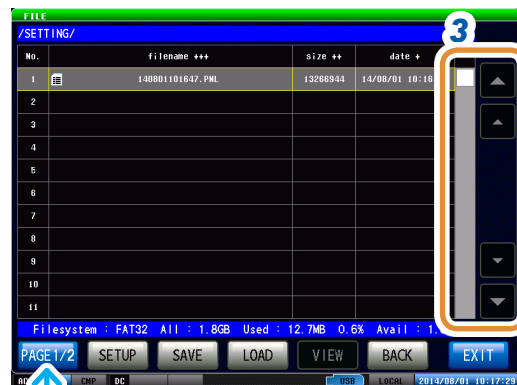 FILE
/SETTING/
3
No. filename +++ size ++ date +
1 140801101647.PNL 13266944 14/08/01 10:16
2
3
4
5
6
7
8
9
10
11
Filesystem : FAT32 All : 1.8GB Used : 12.7MB 0.6% Avail : 1.
PAGE1/2 SETUP SAVE LOAD VIEW BACK EXIT
CMP DC USB LOCAL 2014/08/01 10:17:29